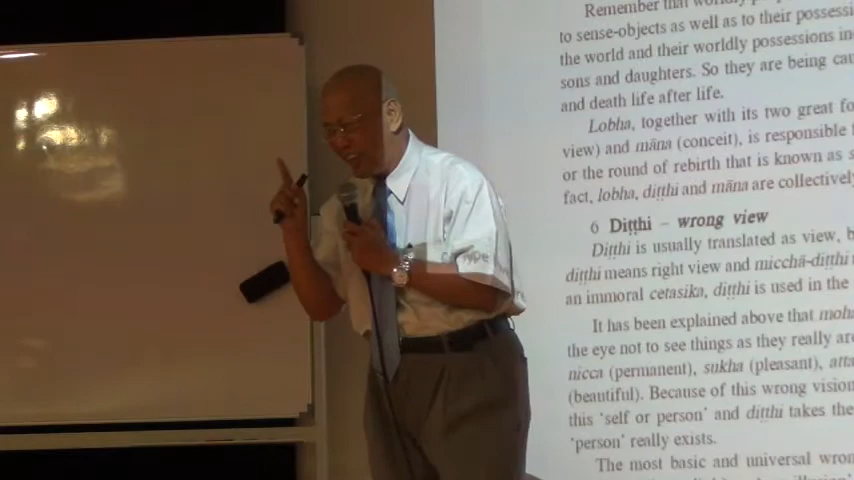 Remember that worldly
to sense-objects as well as to their possessi
the world and their worldly possessions in
sons and daughters. So they are being
and death life after life.
Lobha, together with its two great
view) and māna (conceit), is responsible
or the round of rebirth that is known as
fact, lobha, diṭṭhi and māna are collectively
6 Diṭṭhi – wrong view
Diṭṭhi is usually translated as view,
diṭṭhi means right view and micchā-diṭṭhi
an immoral cetasika, diṭṭhi is used in the
It has been explained above that moha
the eye not to see things as they really are
nicca (permanent), sukha (pleasant), atta
(beautiful). Because of this wrong vision
this 'self or person', and diṭṭhi takes
'person' really exists.
The most basic and universal wron